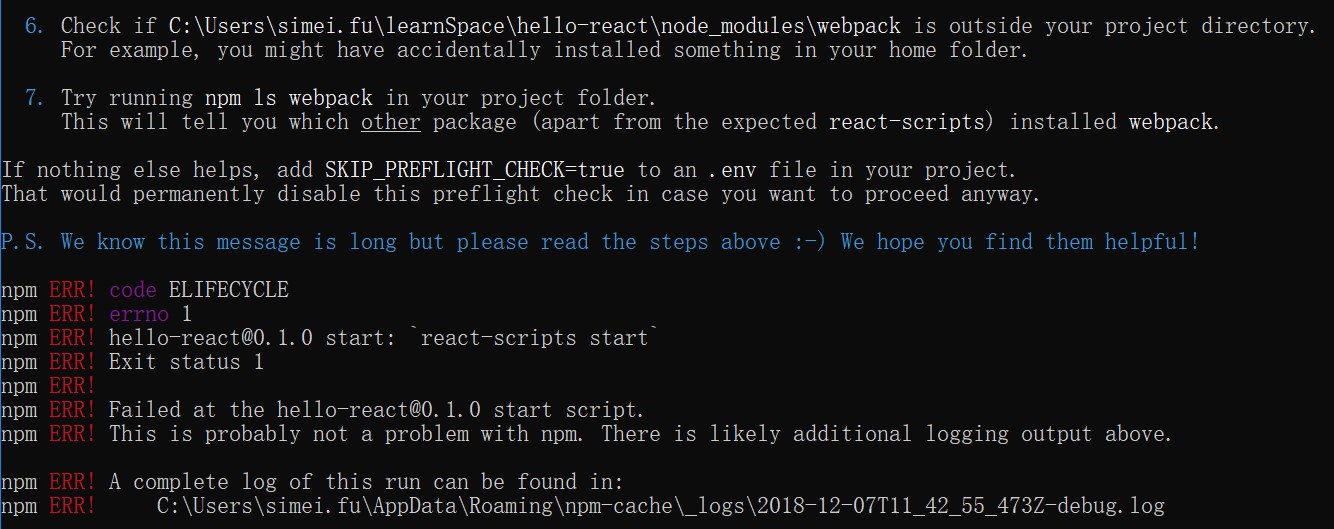 6. Check if C:\Users\simei.fu\learnSpace\hello-react\node_modules\webpack is outside your project directory.
For example, you might have accidentally installed something in your home folder.
7. Try running npm ls webpack in your project folder.
This will tell you which other package (apart from the expected react-scripts) installed webpack.
If nothing else helps, add SKIP_PREFLIGHT_CHECK=true to an .env file in your project.
That would permanently disable this preflight check in case you want to proceed anyway.
P.S. We know this message is long but please read the steps above :-) We hope you find them helpful!
npm ERR! code ELIFECYCLE
npm ERR! errno 1
npm ERR! hello-react@0.1.0 start: `react-scripts start`
npm ERR! Exit status 1
npm ERR!
npm ERR! Failed at the hello-react@0.1.0 start script.
npm ERR! This is probably not a problem with npm. There is likely additional logging output above.
npm ERR! A complete log of this run can be found in:
npm ERR!     C:\Users\simei.fu\AppData\Roaming\npm-cache\_logs\2018-12-07T11_42_55_473Z-debug.log